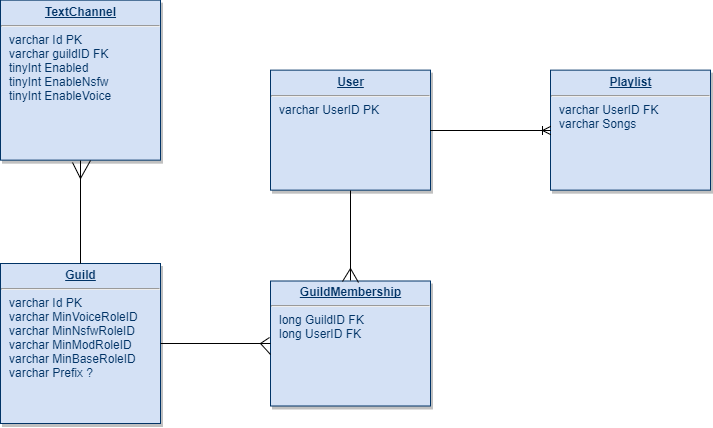 TextChannel
varchar Id PK
varchar guildID FK
tinyInt Enabled
tinyInt EnableNsfw
tinyInt EnableVoice
User
varchar UserID PK
Playlist
varchar UserID FK
varchar Songs
Guild
varchar Id PK
varchar MinVoiceRoleID
varchar MinNsfwRoleID
varchar MinModRoleID
varchar MinBaseRoleID
varchar Prefix ?
GuildMembership
long GuildID FK
long UserID FK